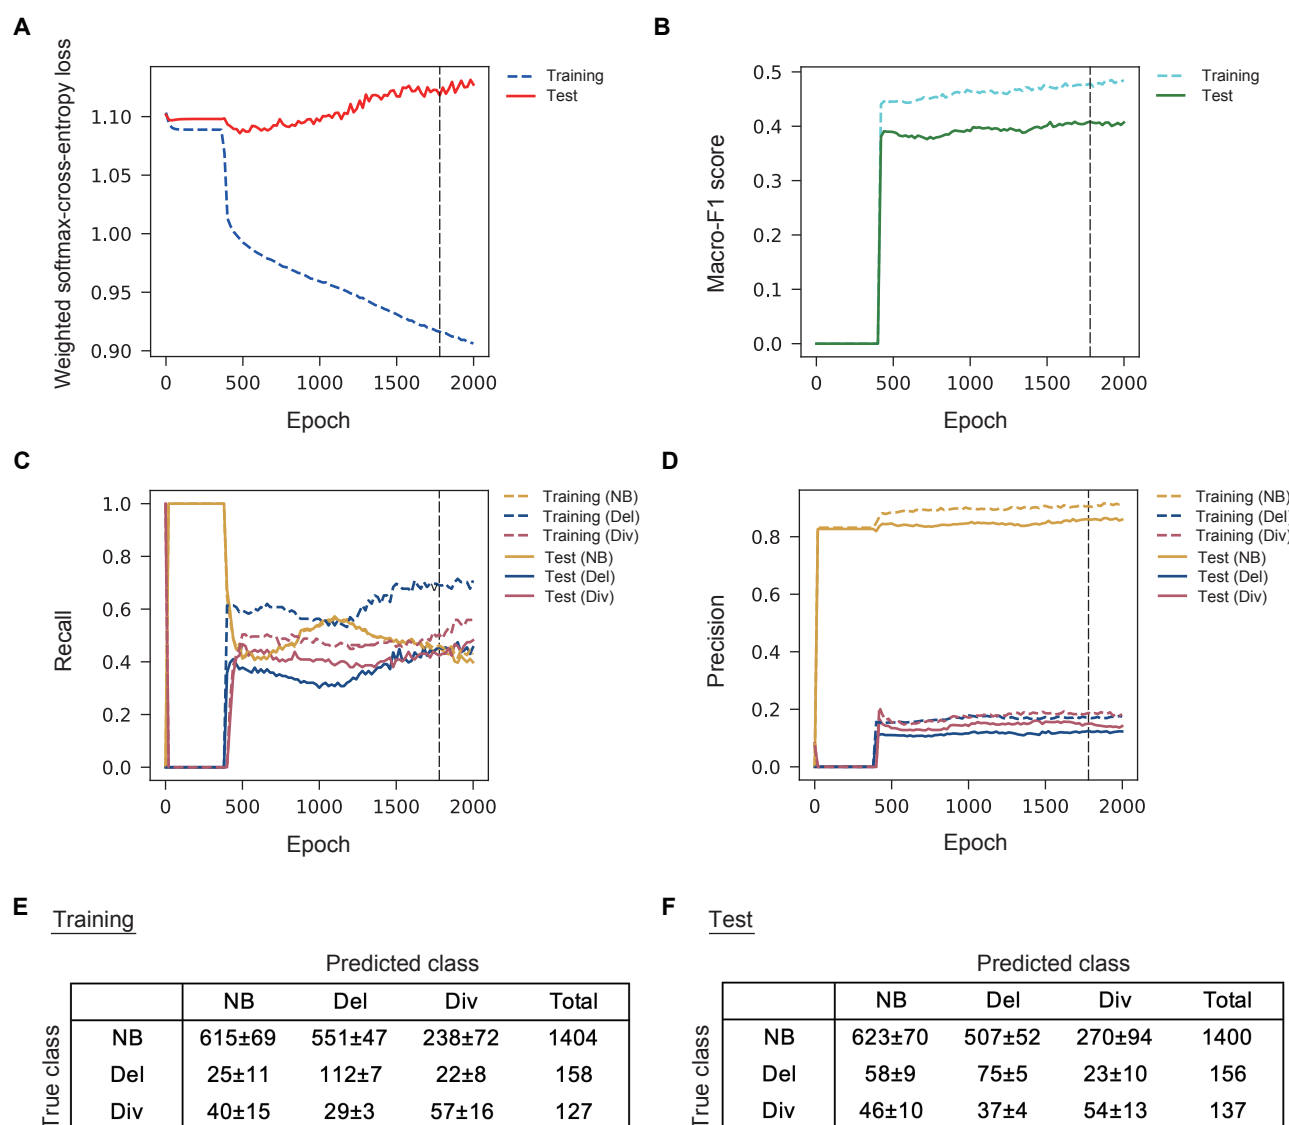 A
Weighted softmax-cross-entropy loss
1.10
1.05
1.00
0.95
0.90
0
500
1000
1500
2000
Epoch
Training
Test
B
Macro-F1 score
0.5
0.4
0.3
0.2
0.1
0.0
0
500
1000
1500
2000
Epoch
Training
Test
C
Recall
1.0
0.8
0.6
0.4
0.2
0.0
0
500
1000
1500
2000
Epoch
Training (NB)
Training (Del)
Training (Div)
Test (NB)
Test (Del)
Test (Div)
D
Precision
0.8
0.6
0.4
0.2
0.0
0
500
1000
1500
2000
Epoch
Training (NB)
Training (Del)
Training (Div)
Test (NB)
Test (Del)
Test (Div)
E
Training
Predicted class
True class
NB Del Div Total
NB 615±69 551±47 238±72 1404
Del 25±11 112±7 22±8 158
Div 40±15 29±3 57±16 127
F
Test
Predicted class
True class
NB Del Div Total
NB 623±70 507±52 270±94 1400
Del 58±9 75±5 23±10 156
Div 46±10 37±4 54±13 137